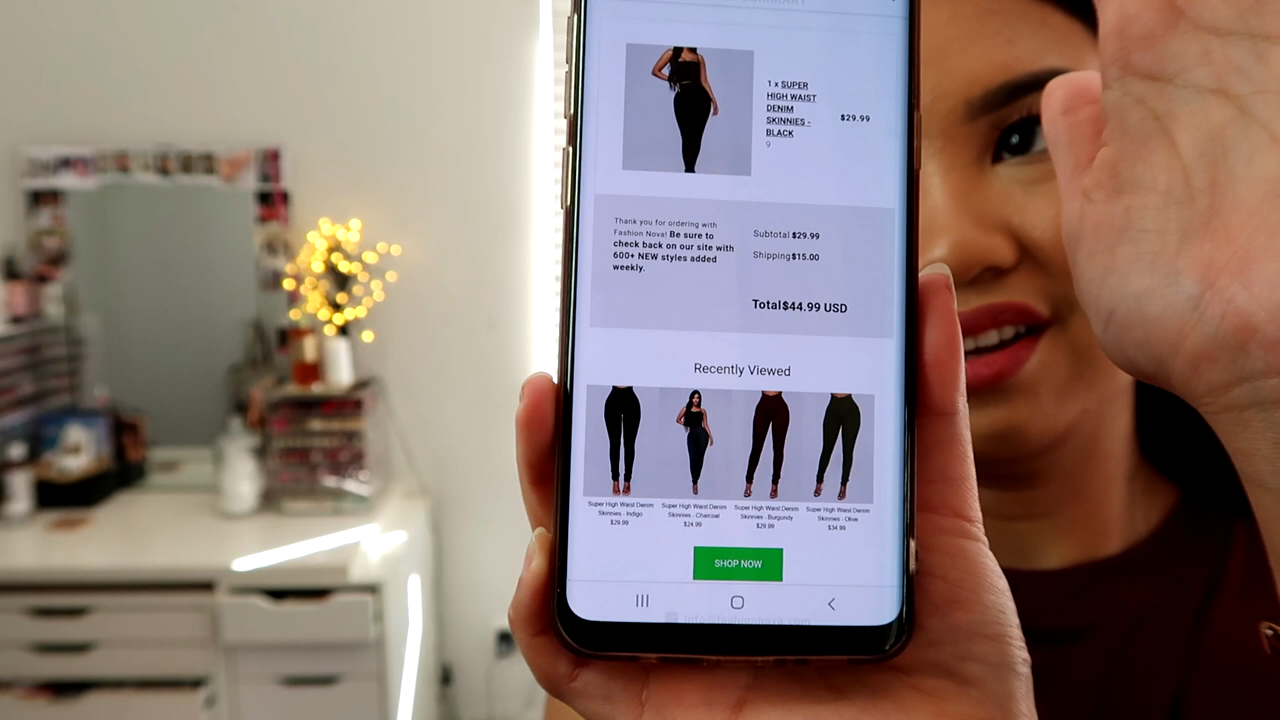 1 x SUPER
HIGH WAIST
DENIM
SKINNIES -
BLACK
9
$29.99
Thank you for ordering with
Fashion Nova! Be sure to
check back on our site with
600+ NEW styles added
weekly.
Subtotal $29.99
Shipping $15.00
Total $44.99 USD
Recently Viewed
Super High Waist Denim
Skinnies - Indigo
$29.99
Super High Waist Denim
Skinnies - Charcoal
$24.99
Super High Waist Denim
Skinnies - Burgundy
$29.99
Super High Waist Denim
Skinnies - Olive
$34.99
SHOP NOW